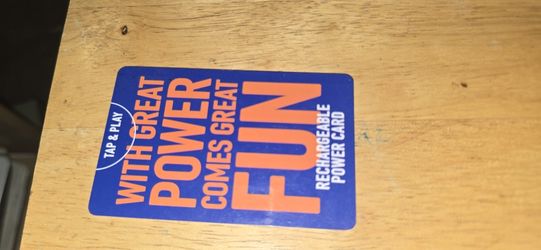 TAP & PLAY
WITH GREAT
POWER
COMES GREAT
FUN
RECHARGEABLE
POWER CARD